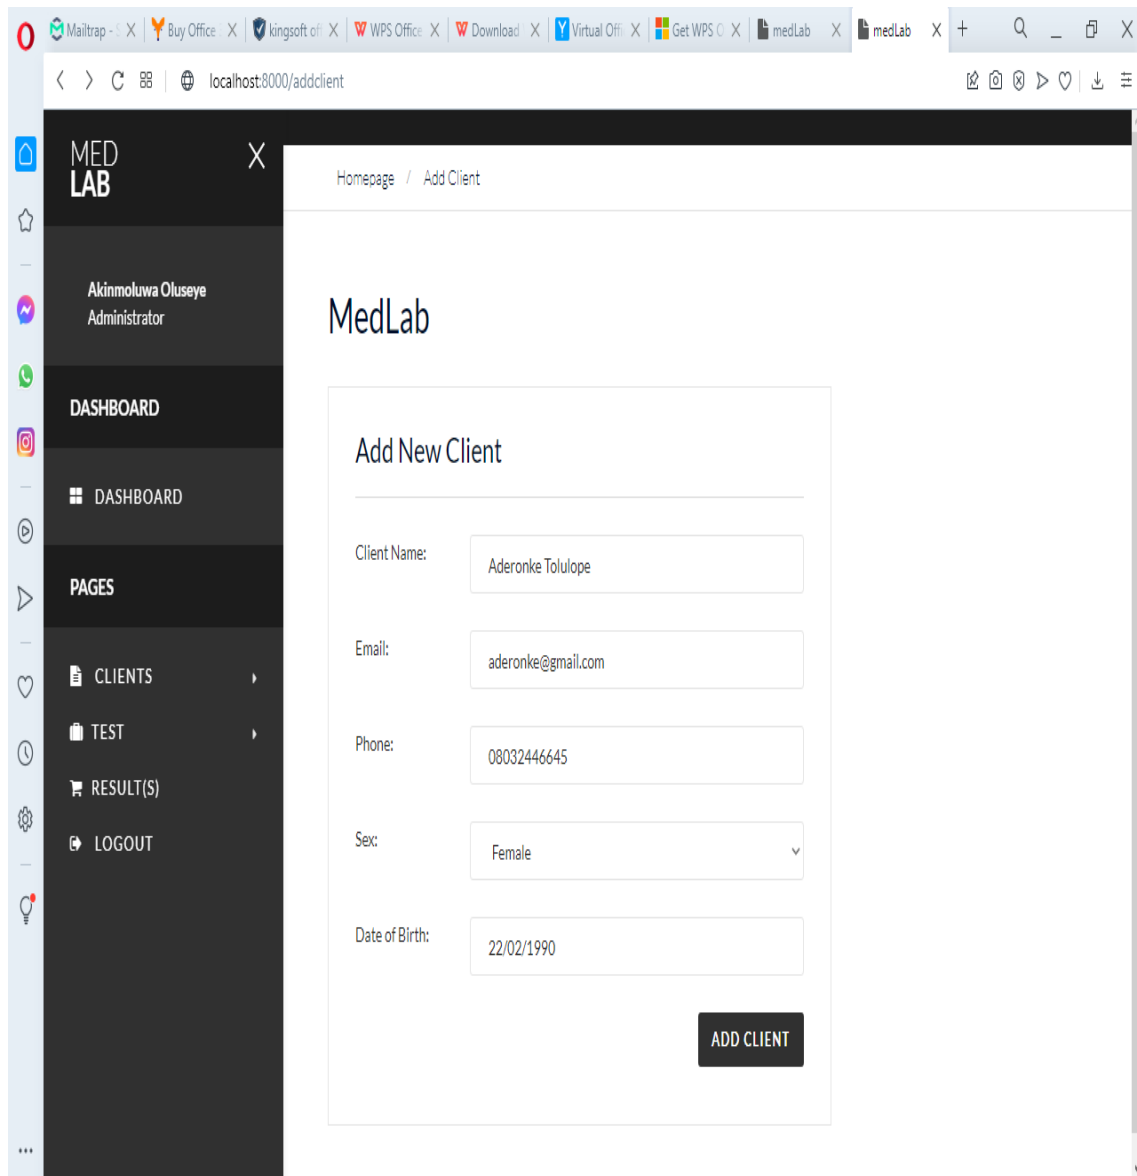 Mailtrap - S
Buy Office
kingsoft off
WPS Office
Download
Virtual Offi
Get WPS O
medLab
medLab
localhost:8000/addclient
MED
LAB
Homepage / Add Client
Akinmoluwa Oluseye
Administrator
MedLab
DASHBOARD
Add New Client
DASHBOARD
Client Name:
Aderonke Tolulope
PAGES
Email:
aderonke@gmail.com
CLIENTS
TEST
Phone:
08032446645
RESULT(S)
LOGOUT
Sex:
Female
Date of Birth:
22/02/1990
ADD CLIENT